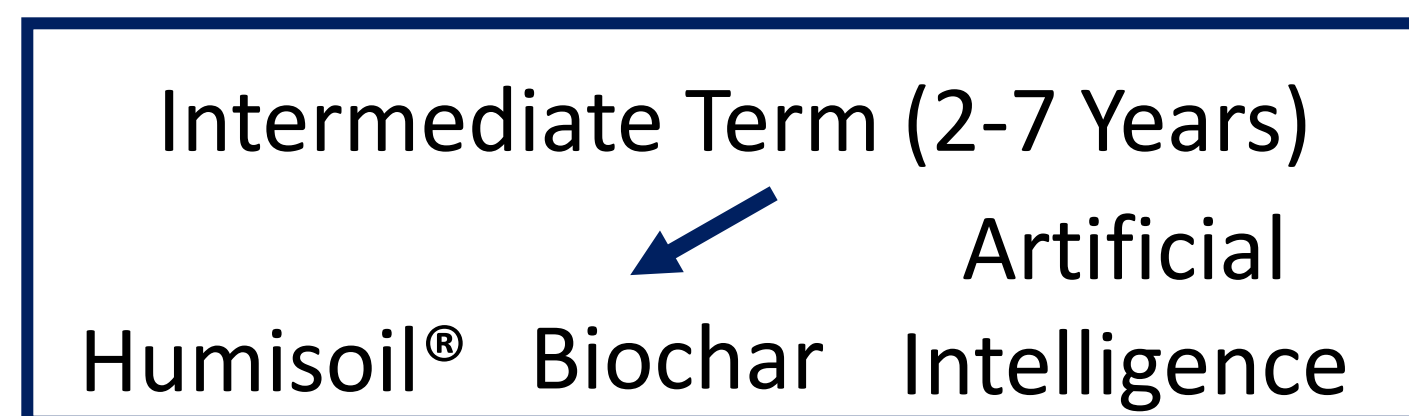 Intermediate Term (2-7 Years)
Humisoil® Biochar
Artificial
Intelligence